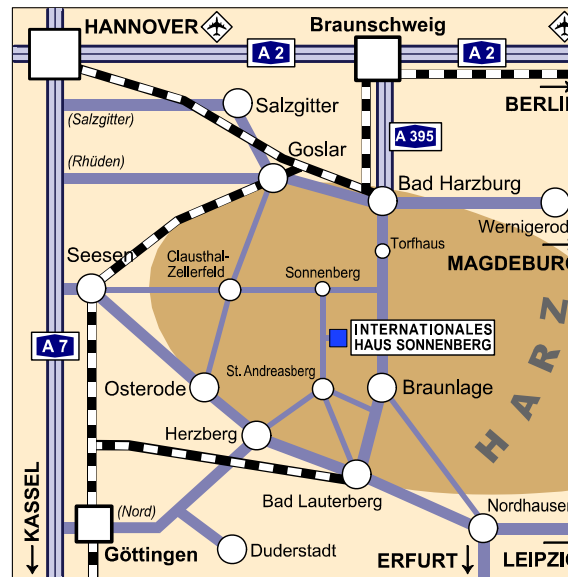 HANNOVER
Braunschweig
A 2
A 2
(Salzgitter)
Salzgitter
BERLIN
A 395
Goslar
(Rhüden)
Bad Harzburg
Wernigerod
Torfhaus
Seesen
Clausthal-
Zellerfeld
Sonnenberg
MAGDEBURG
HARZ
A 7
INTERNATIONALES
HAUS SONNENBERG
St. Andreasberg
Osterode
Braunlage
Herzberg
KASSEL
(Nord)
Bad Lauterberg
Nordhausen
Göttingen
Duderstadt
ERFURT
LEIPZIG